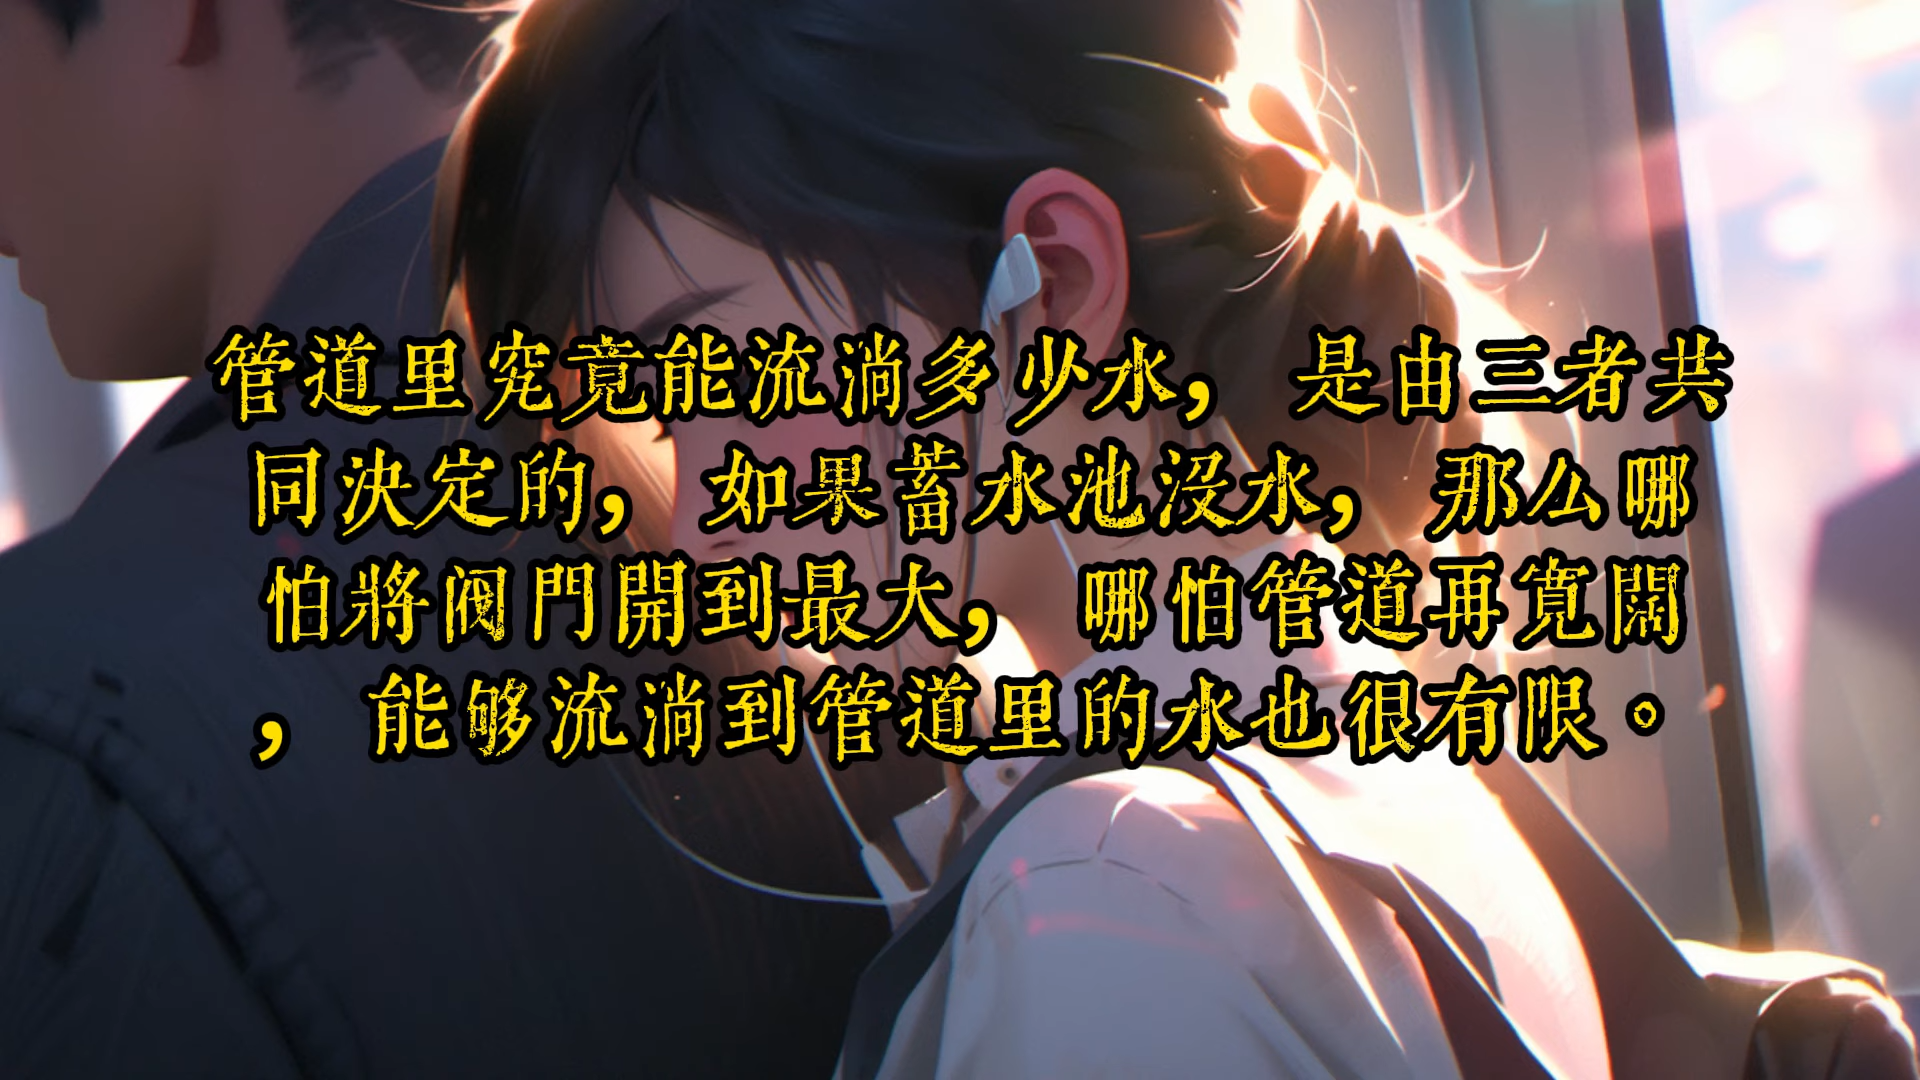 管道里究竟能流淌多少水，是由三者共
同決定的，如果蓄水池没水，那么哪
怕將阀門開到最大，哪怕管道再寬闊
，能够流淌到管道里的水也很有限。